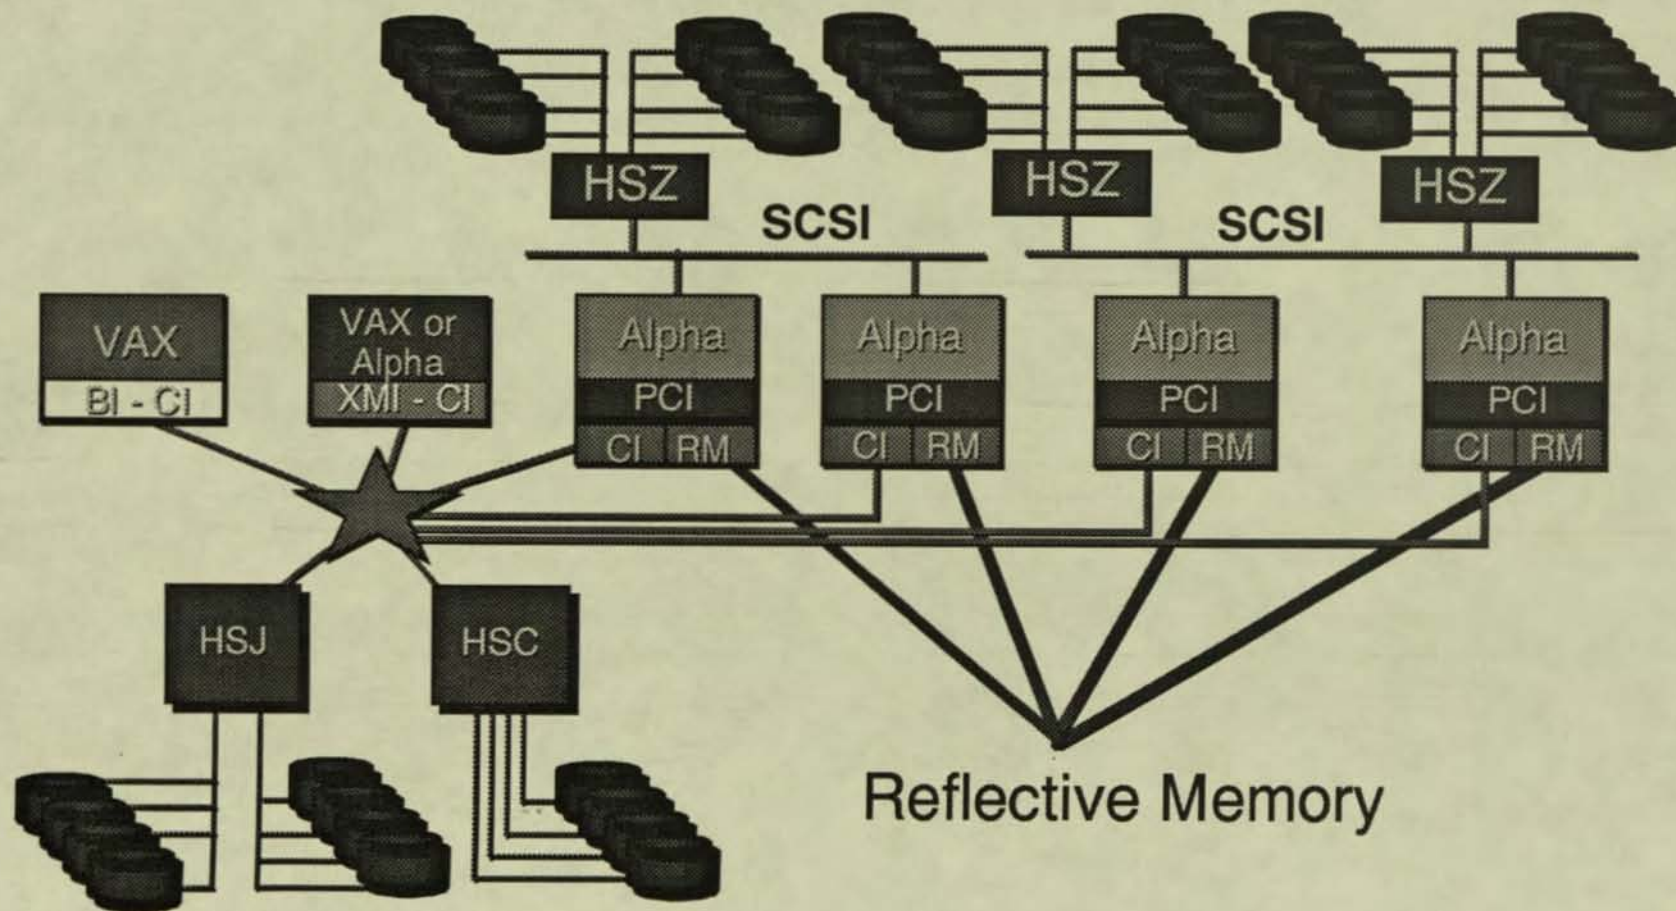 HSZ
HSZ
HSZ
SCSI
SCSI
VAX
BI - CI
VAX or
Alpha
XMI - CI
Alpha
PCI
CI RM
Alpha
PCI
CI RM
Alpha
PCI
CI RM
Alpha
PCI
CI RM
HSJ
HSC
Reflective Memory